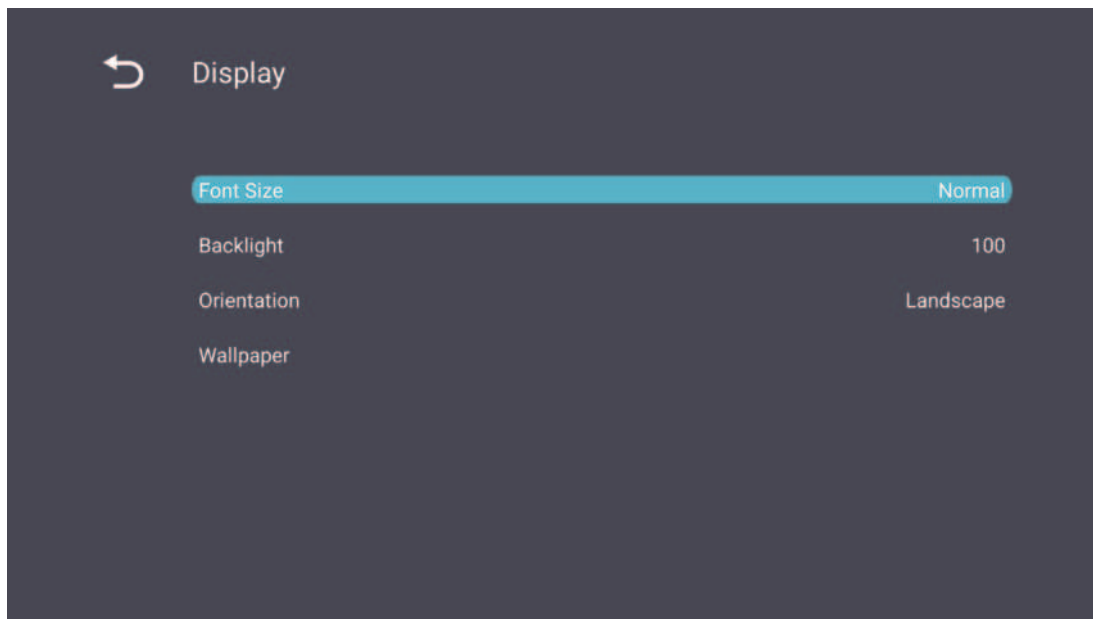 Display
Font Size Normal
Backlight 100
Orientation Landscape
Wallpaper